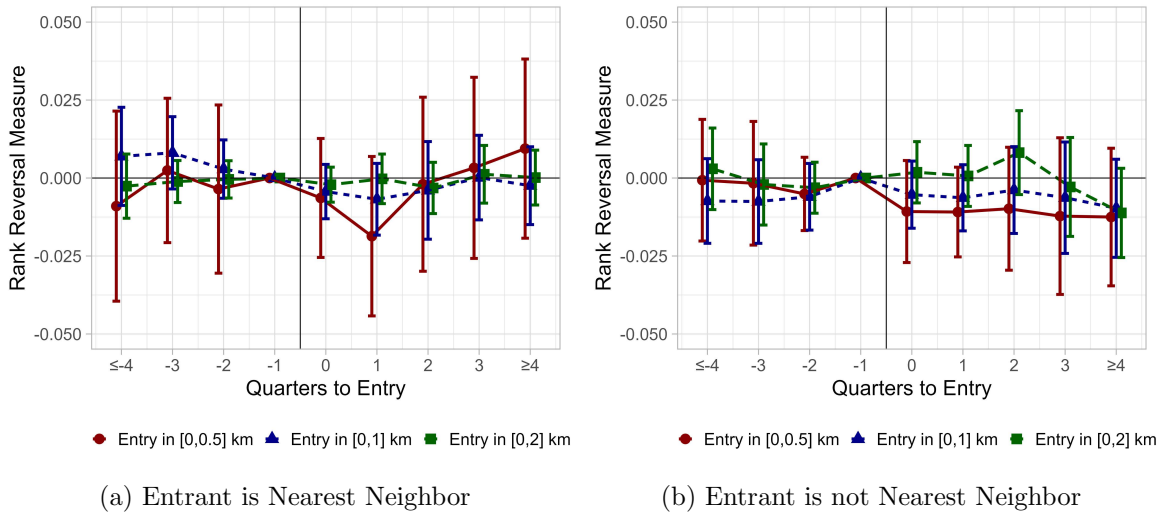 0.050
0.025
0.000
-0.025
-0.050
Rank Reversal Measure
≤-4 -3 -2 -1 0 1 2 3 ≥4
Quarters to Entry
Entry in [0,0.5] km Entry in [0,1] km Entry in [0,2] km
(a) Entrant is Nearest Neighbor
0.050
0.025
0.000
-0.025
-0.050
Rank Reversal Measure
≤-4 -3 -2 -1 0 1 2 3 ≥4
Quarters to Entry
Entry in [0,0.5] km Entry in [0,1] km Entry in [0,2] km
(b) Entrant is not Nearest Neighbor